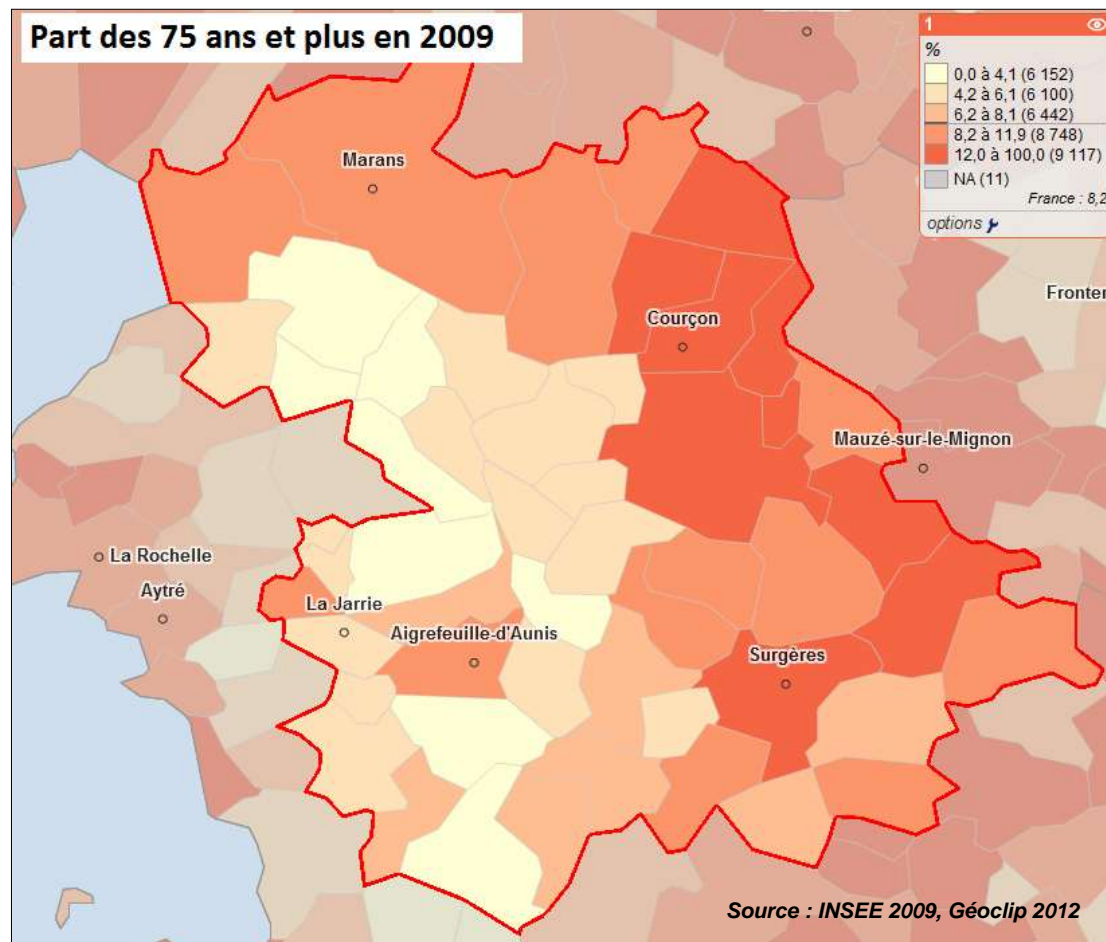 Part des 75 ans et plus en 2009
1
%
0,0 à 4,1 (6 152)
4,2 à 6,1 (6 100)
6,2 à 8,1 (6 442)
8,2 à 11,9 (8 748)
12,0 à 100,0 (9 117)
NA (11)
France : 8,2
options
Marans
Fronten
Courçon
Mauzé-sur-le-Mignon
La Rochelle
Aytré
La Jarrie
Aigrefeuille-d'Aunis
Surgères
Source : INSEE 2009, Géoclip 2012